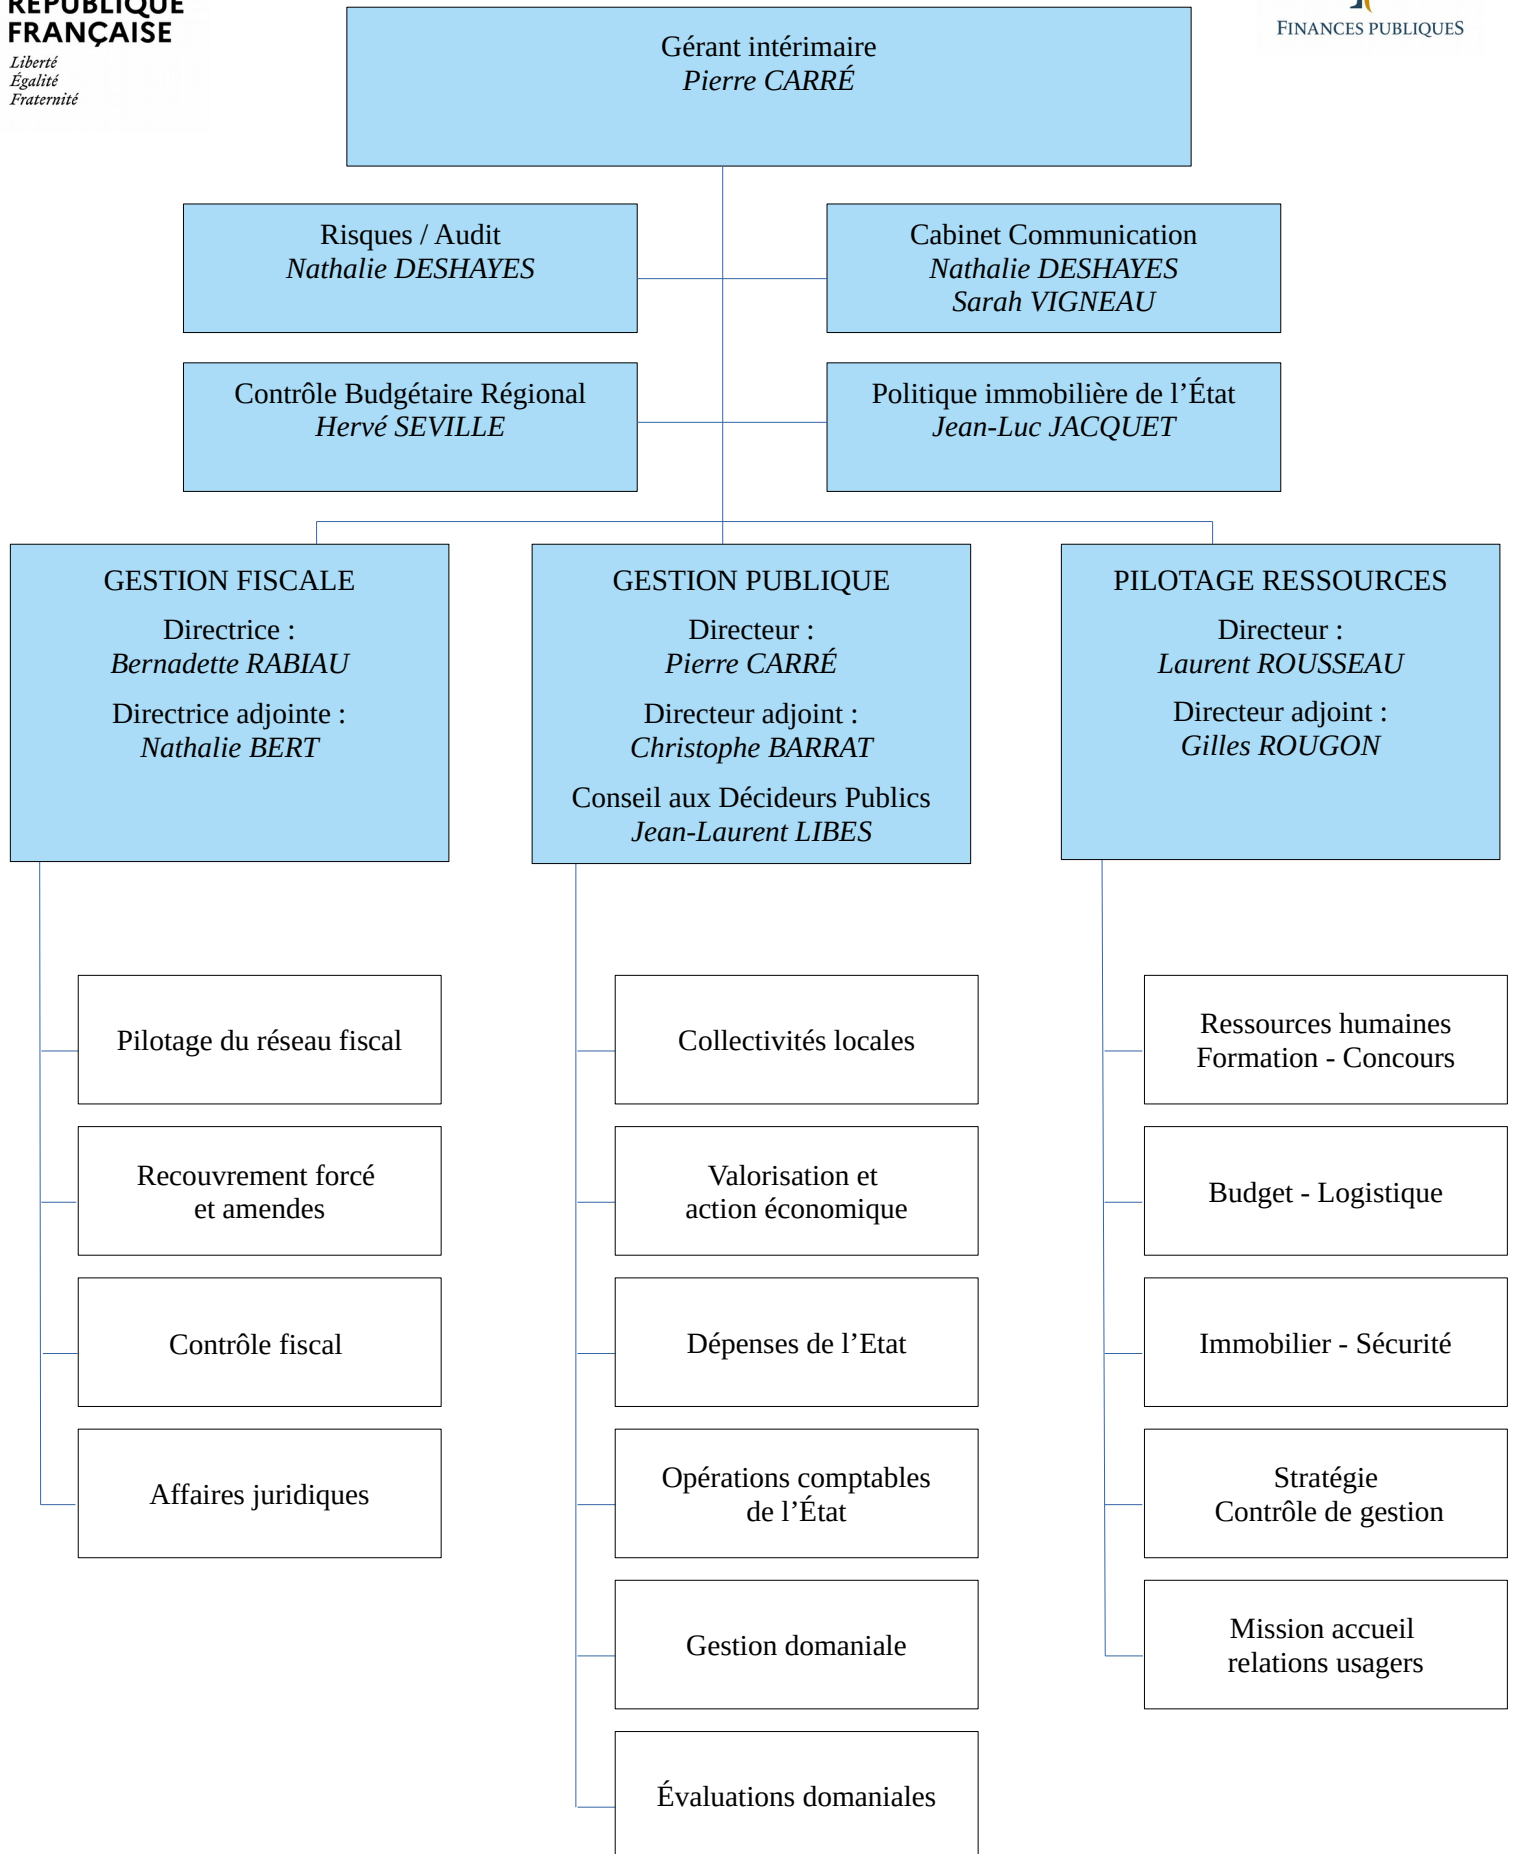 RÉPUBLIQUE
FRANÇAISE
Liberté
Égalité
Fraternité
FINANCES PUBLIQUES
Gérant intérimaire
Pierre CARRÉ
Risques / Audit
Nathalie DESHAYES
Cabinet Communication
Nathalie DESHAYES
Sarah VIGNEAU
Contrôle Budgétaire Régional
Hervé SEVILLE
Politique immobilière de l’État
Jean-Luc JACQUET
GESTION FISCALE
Directrice :
Bernadette RABIAU
Directrice adjointe :
Nathalie BERT
GESTION PUBLIQUE
Directeur :
Pierre CARRÉ
Directeur adjoint :
Christophe BARRAT
Conseil aux Décideurs Publics
Jean-Laurent LIBES
PILOTAGE RESSOURCES
Directeur :
Laurent ROUSSEAU
Directeur adjoint :
Gilles ROUGON
Pilotage du réseau fiscal
Recouvrement forcé
et amendes
Contrôle fiscal
Affaires juridiques
Collectivités locales
Valorisation et
action économique
Dépenses de l’Etat
Opérations comptables
de l’État
Gestion domaniale
Évaluations domaniales
Ressources humaines
Formation - Concours
Budget - Logistique
Immobilier - Sécurité
Stratégie
Contrôle de gestion
Mission accueil
relations usagers